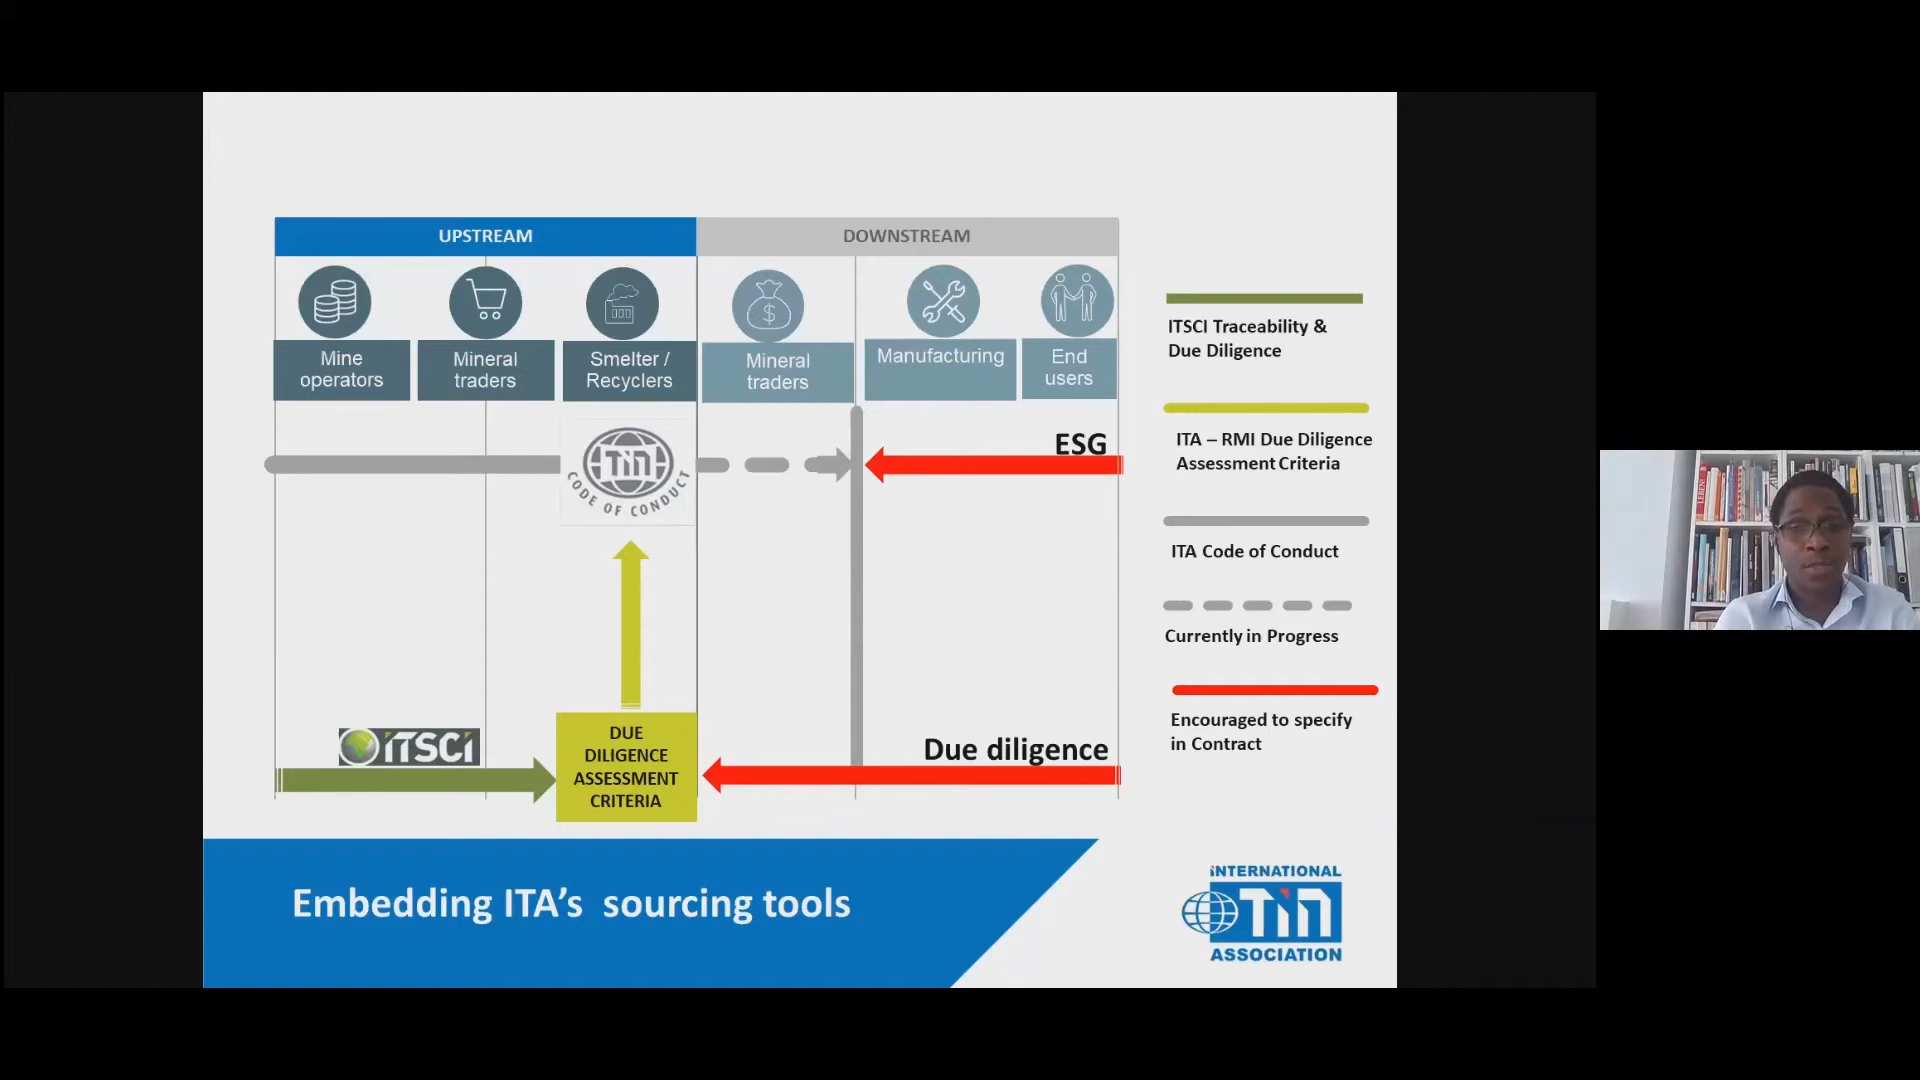 UPSTREAM
DOWNSTREAM
Mine
operators
Mineral
traders
Smelter /
Recyclers
Mineral
traders
Manufacturing
End
users
TiN
CODE OF CONDUCT
ESG
iTSCi
DUE
DILIGENCE
ASSESSMENT
CRITERIA
Due diligence
ITSCI Traceability &
Due Diligence
ITA – RMI Due Diligence
Assessment Criteria
ITA Code of Conduct
Currently in Progress
Encouraged to specify
in Contract
Embedding ITA's sourcing tools
iNTERNATIONAL
TiN
ASSOCIATION